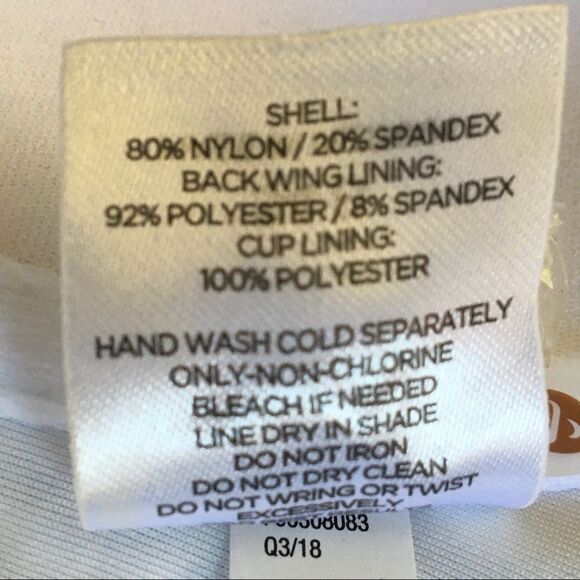 SHELL:
80% NYLON / 20% SPANDEX
BACK WING LINING:
92% POLYESTER / 8% SPANDEX
CUP LINING:
100% POLYESTER
HAND WASH COLD SEPARATELY
ONLY-NON-CHLORINE
BLEACH IF NEEDED
LINE DRY IN SHADE
DO NOT IRON
DO NOT DRY CLEAN
DO NOT WRING OR TWIST
EXCESSIVELY
Q3/18